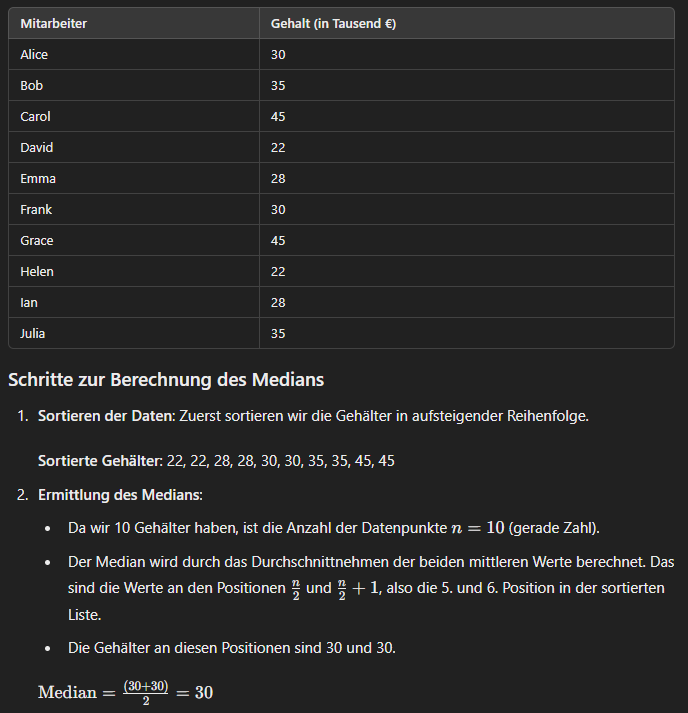 Mitarbeiter Gehalt (in Tausend €)
Alice 30
Bob 35
Carol 45
David 22
Emma 28
Frank 30
Grace 45
Helen 22
Ian 28
Julia 35
Schritte zur Berechnung des Medians
1. Sortieren der Daten: Zuerst sortieren wir die Gehälter in aufsteigender Reihenfolge.
Sortierte Gehälter: 22, 22, 28, 28, 30, 30, 35, 35, 45, 45
2. Ermittlung des Medians:
• Da wir 10 Gehälter haben, ist die Anzahl der Datenpunkte n = 10 (gerade Zahl).
• Der Median wird durch das Durchschnittnehmen der beiden mittleren Werte berechnet. Das
sind die Werte an den Positionen n/2 und n/2 + 1, also die 5. und 6. Position in der sortierten
Liste.
• Die Gehälter an diesen Positionen sind 30 und 30.
Median = (30+30)/2 = 30